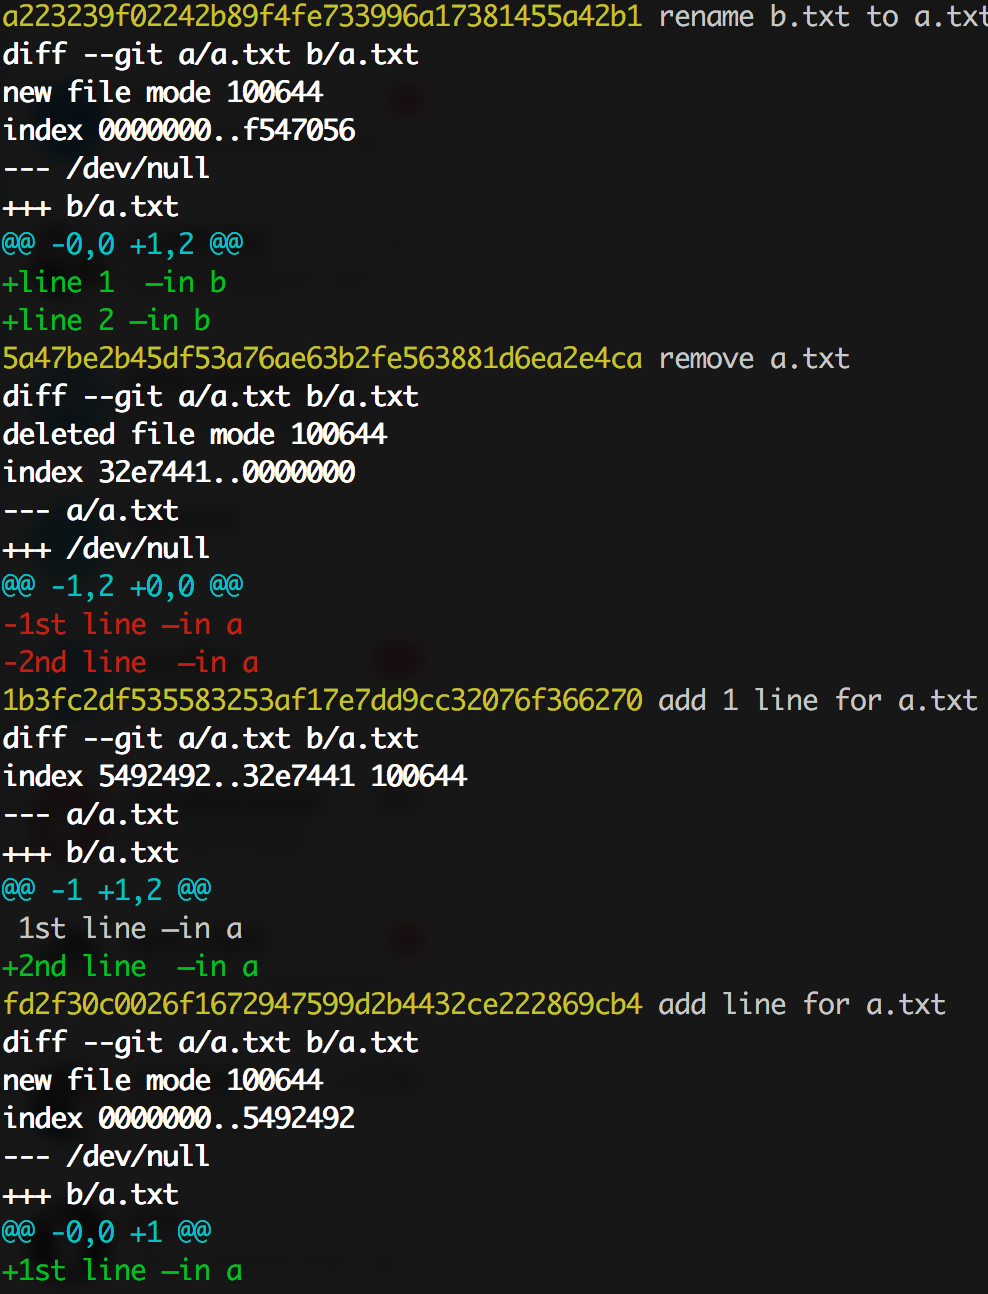 a223239f02242b89f4fe733996a17381455a42b1 rename b.txt to a.txt
diff --git a/a.txt b/a.txt
new file mode 100644
index 0000000..f547056
--- /dev/null
+++ b/a.txt
@@ -0,0 +1,2 @@
+line 1  —in b
+line 2 —in b
5a47be2b45df53a76ae63b2fe563881d6ea2e4ca remove a.txt
diff --git a/a.txt b/a.txt
deleted file mode 100644
index 32e7441..0000000
--- a/a.txt
+++ /dev/null
@@ -1,2 +0,0 @@
-1st line —in a
-2nd line  —in a
1b3fc2df535583253af17e7dd9cc32076f366270 add 1 line for a.txt
diff --git a/a.txt b/a.txt
index 5492492..32e7441 100644
--- a/a.txt
+++ b/a.txt
@@ -1 +1,2 @@
 1st line —in a
+2nd line  —in a
fd2f30c0026f1672947599d2b4432ce222869cb4 add line for a.txt
diff --git a/a.txt b/a.txt
new file mode 100644
index 0000000..5492492
--- /dev/null
+++ b/a.txt
@@ -0,0 +1 @@
+1st line —in a